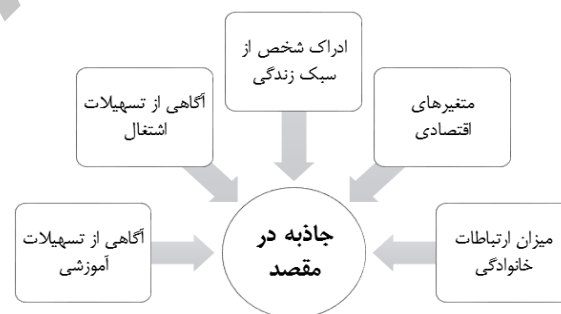 ادراک شخص از
سبک زندگی
متغیرهای
اقتصادی
آگاهی از تسهیلات
اشتغال
میزان ارتباطات
خانوادگی
جاذبه در
مقصد
آگاهی از تسهیلات
آموزشی